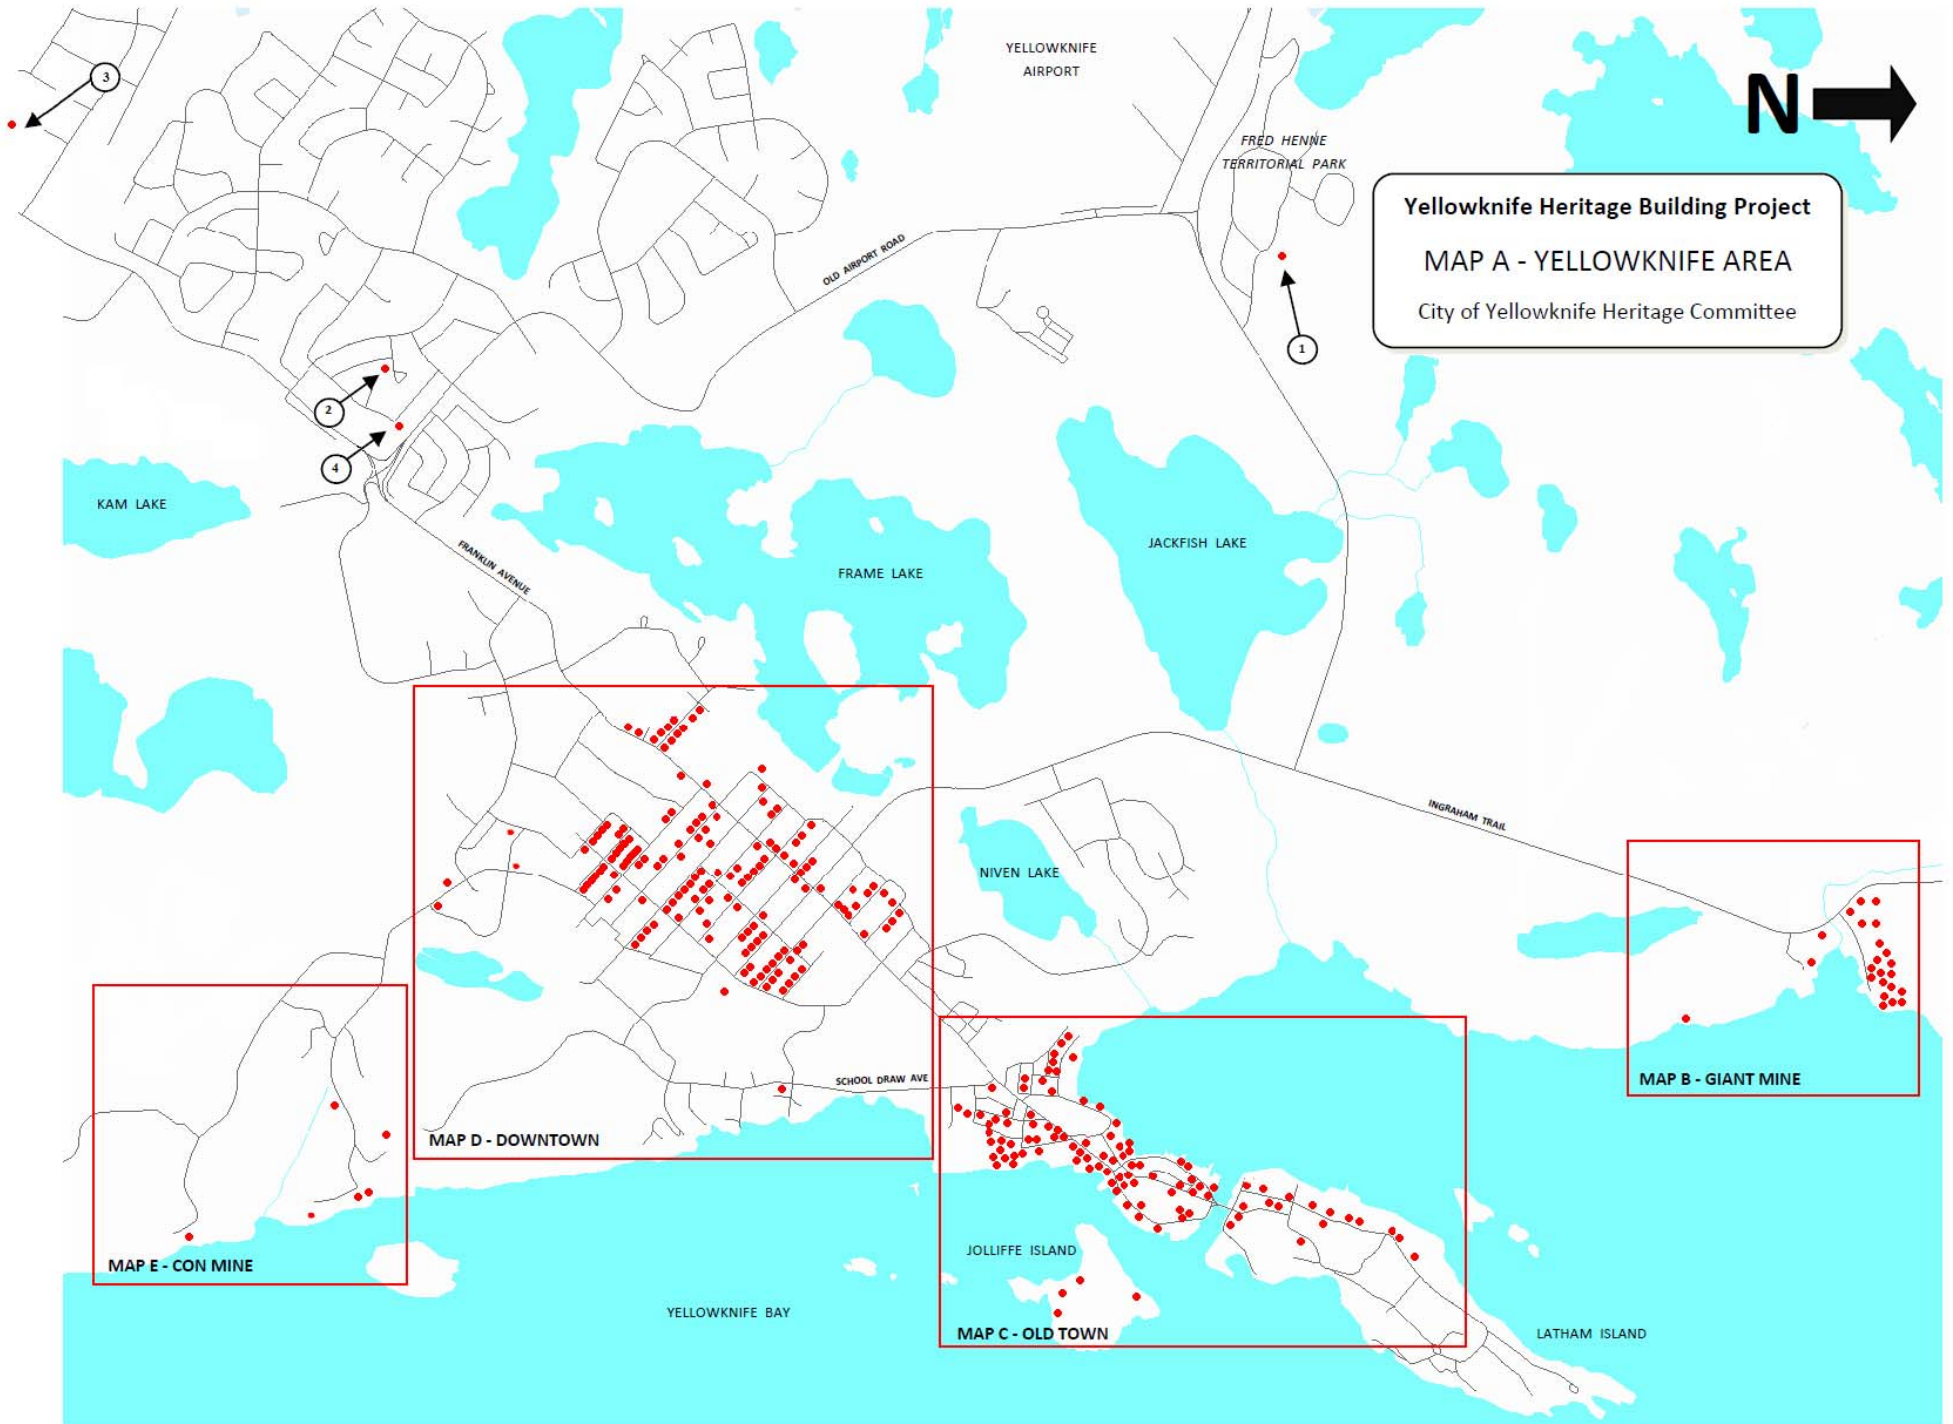 YELLOWKNIFE
AIRPORT
3
N
FRED HENNE
TERRITORIAL PARK
Yellowknife Heritage Building Project
MAP A - YELLOWKNIFE AREA
City of Yellowknife Heritage Committee
OLD AIRPORT ROAD
1
2
4
KAM LAKE
FRANKLIN AVENUE
JACKFISH LAKE
FRAME LAKE
INGRAHAM TRAIL
NIVEN LAKE
SCHOOL DRAW AVE
MAP B - GIANT MINE
MAP D - DOWNTOWN
JOLLIFFE ISLAND
MAP E - CON MINE
YELLOWKNIFE BAY
MAP C - OLD TOWN
LATHAM ISLAND